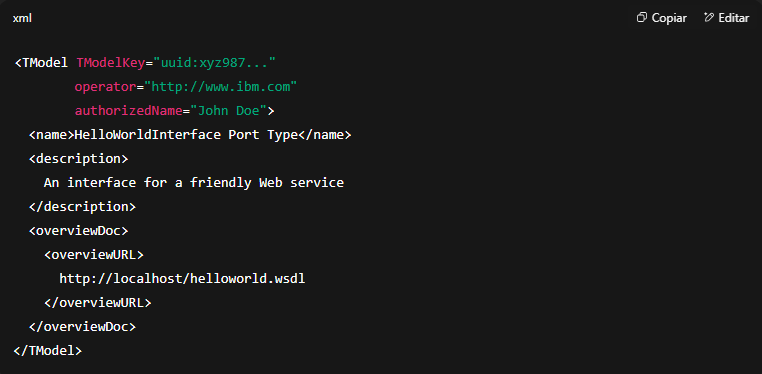 xml
Copiar
Editar
<TModel TModelKey="uuid:xyz987..."
operator="http://www.ibm.com"
authorizedName="John Doe">
<name>HelloWorldInterface Port Type</name>
<description>
An interface for a friendly Web service
</description>
<overviewDoc>
<overviewURL>
http://localhost/helloworld.wsdl
</overviewURL>
</overviewDoc>
</TModel>